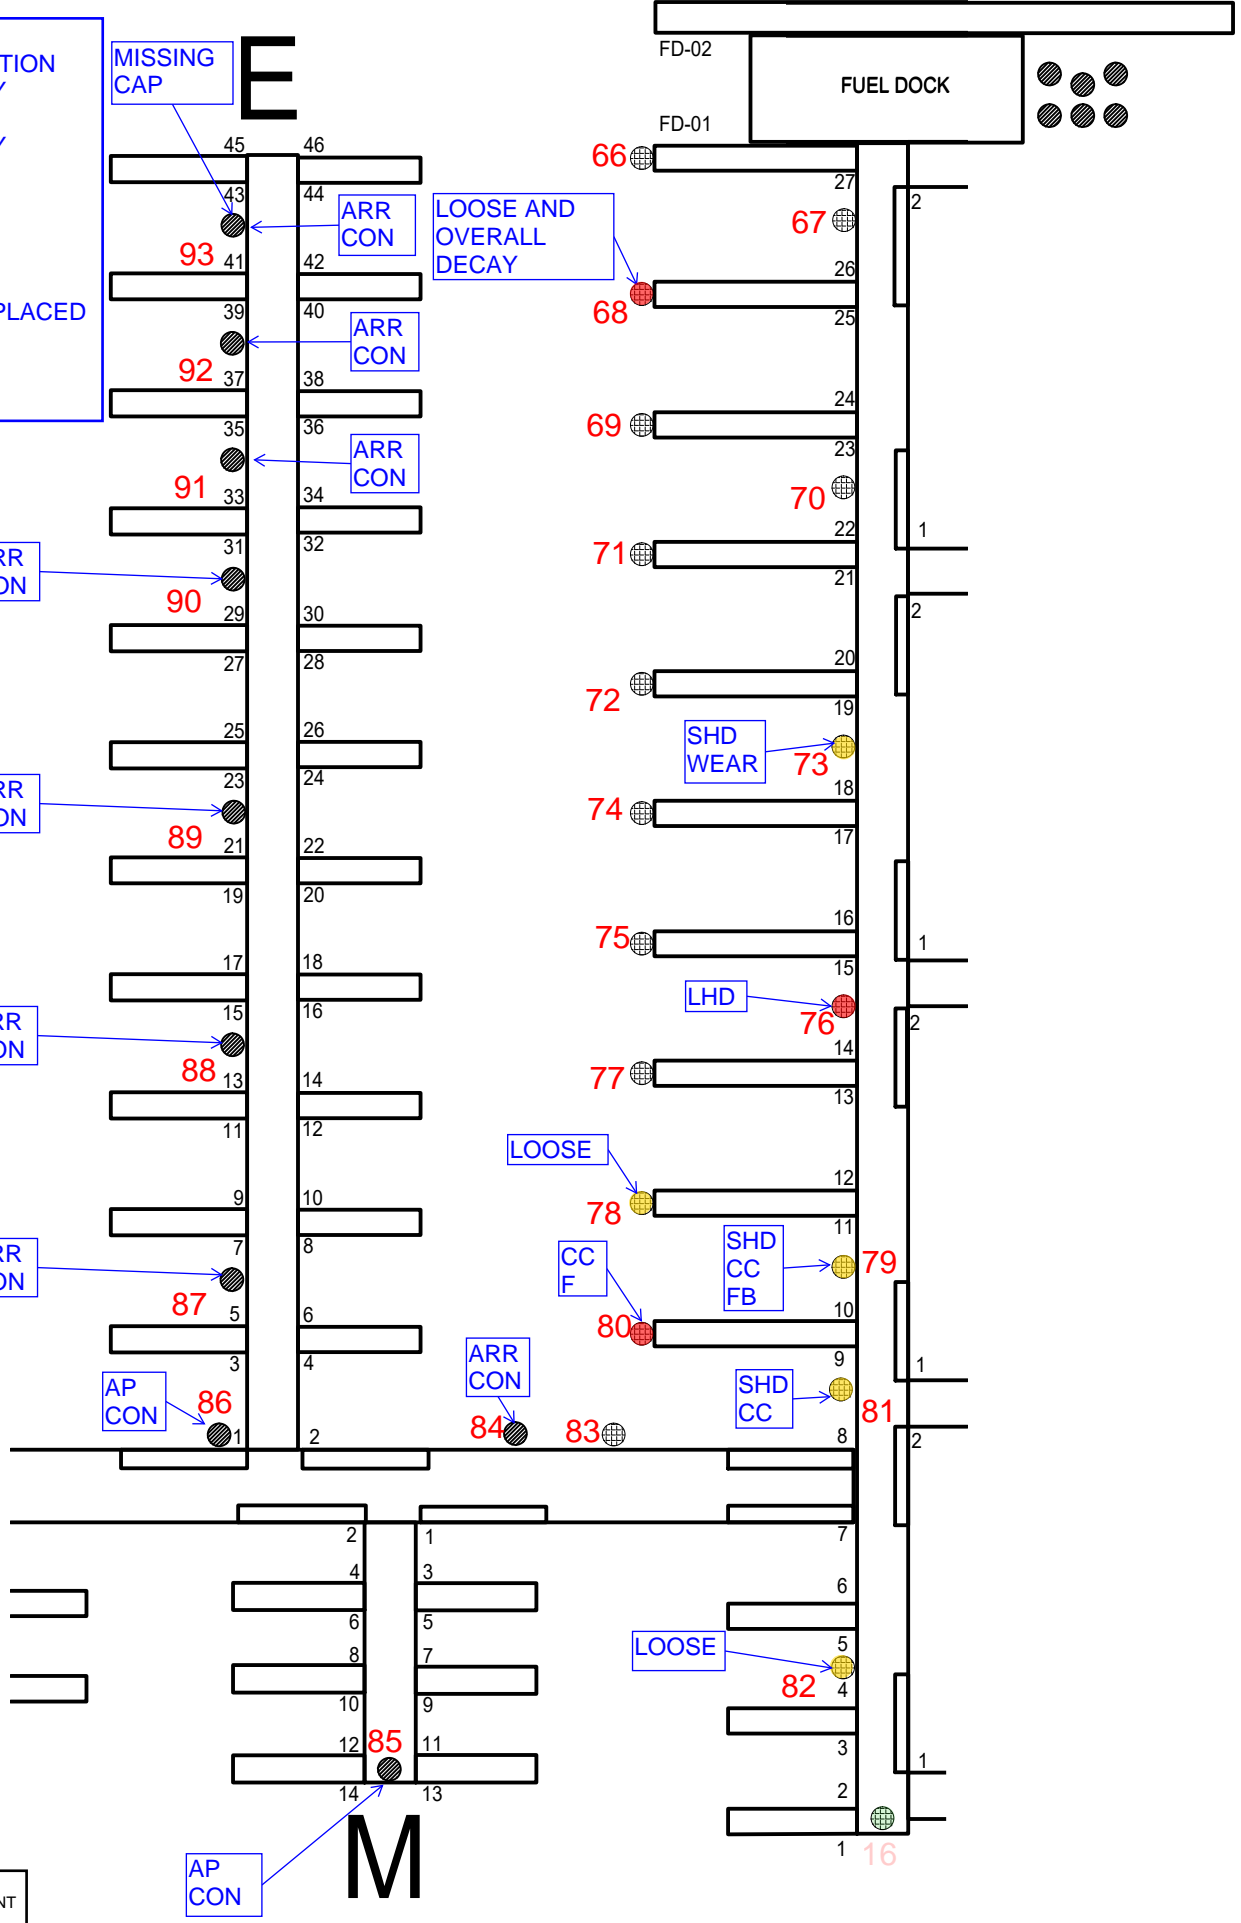 TION
Y
Y
PLACED
MISSING
CAP
E
45 46
43 44
ARR
CON
93 41 42
39 40
ARR
CON
92 37 38
35 36
ARR
CON
91 33 34
31 32
RR
ON
90
29 30
27 28
25 26
23 24
RR
ON
89 21 22
19 20
17 18
15 16
RR
ON
88 13 14
11 12
9 10
7 8
RR
ON
87 5 6
3 4
AP
CON
86
1 2
ARR
CON
84 83
2 1
4 3
6 5
8 7
10 9
12 85 11
14 13
M
AP
CON
NT
FD-02
FUEL DOCK
FD-01
66
27
2
67
LOOSE AND
OVERALL
DECAY
26
68
25
24
69
23
70
22
1
71
21
2
20
72
19
SHD
WEAR
73
18
74
17
16
75
1
15
LHD
76
2
14
77
13
LOOSE
12
78
11
SHD
CC
FB
79
CC
F
10
80
9
1
SHD
CC
81
8
2
7
6
5
LOOSE
82 4
3
1
2
1 16